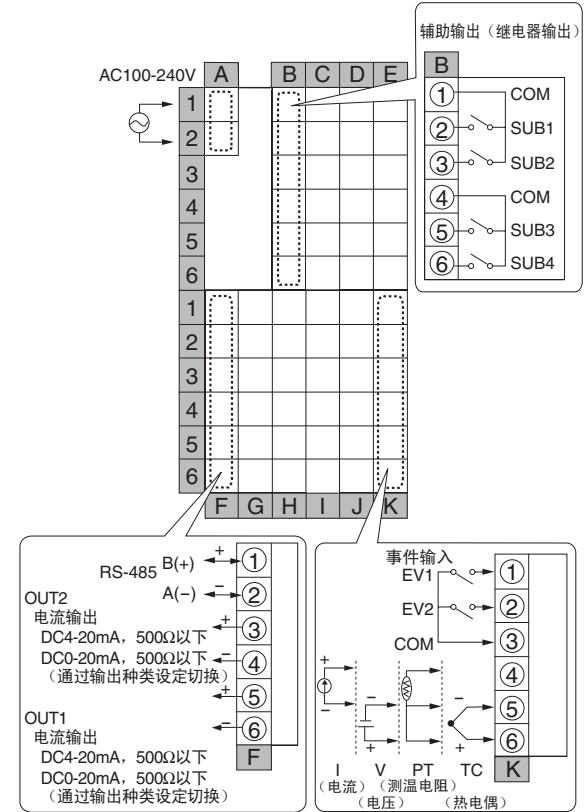 辅助输出（继电器输出）
B
① COM
② SUB1
③ SUB2
④ COM
⑤ SUB3
⑥ SUB4
AC100-240V A B C D E
1
2
3
4
5
6
1
2
3
4
5
6
F G H I J K
RS-485 B(+) + ①
A(−) − ②
OUT2
电流输出 + ③
DC4-20mA，500Ω以下
DC0-20mA，500Ω以下 − ④
（通过输出种类设定切换）
+ ⑤
OUT1 − ⑥
电流输出 F
DC4-20mA，500Ω以下
DC0-20mA，500Ω以下
（通过输出种类设定切换）
事件输入
EV1 ①
EV2 ②
COM ③
④
+ − − ⑤
− + + ⑥
I V PT TC K
（电流） （测温电阻）
（电压） （热电偶）